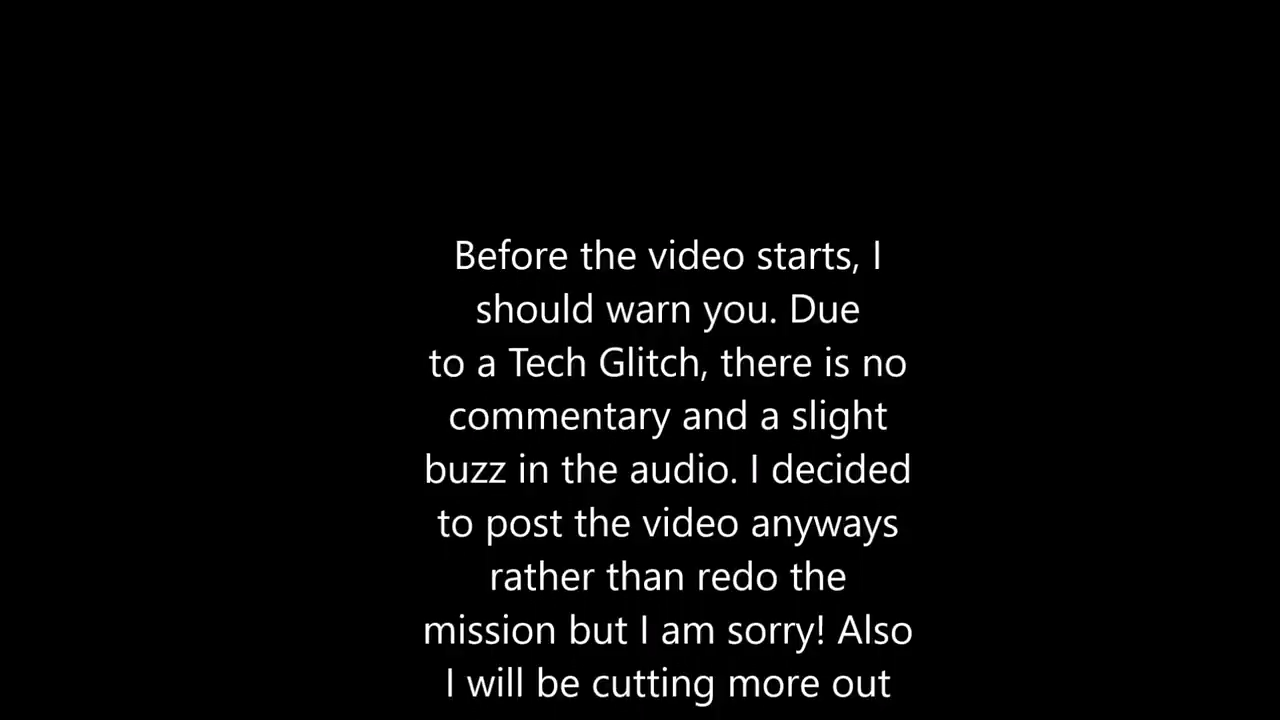 Before the video starts, I
should warn you. Due
to a Tech Glitch, there is no
commentary and a slight
buzz in the audio. I decided
to post the video anyways
rather than redo the
mission but I am sorry! Also
I will be cutting more out